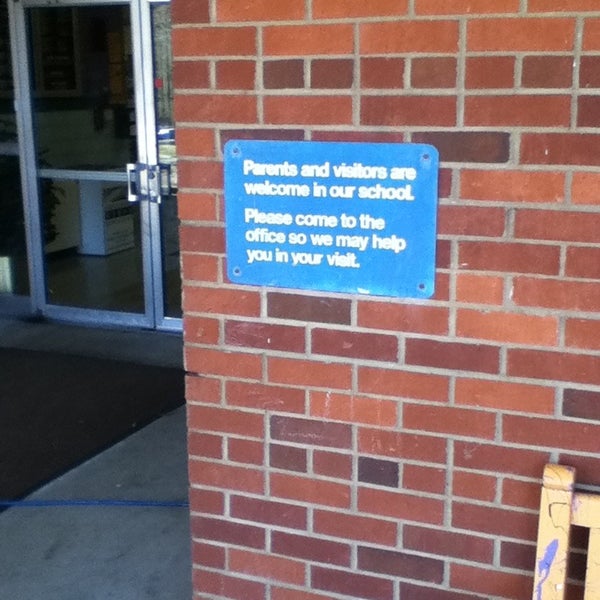 Parents and visitors are
welcome in our school.
Please come to the
office so we may help
you in your visit.